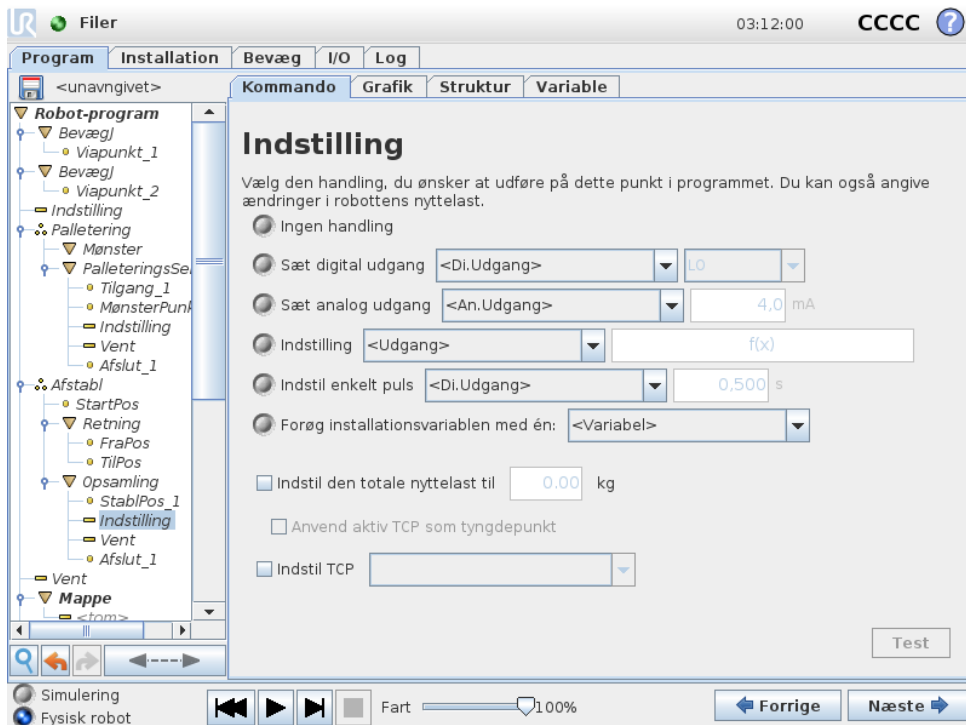 UR Filer 03:12:00 CCCC ?
Program Installation Bevæg I/O Log
<unavngivet> Kommando Grafik Struktur Variable
Robot-program
BevægJ
Viapunkt_1
BevægJ
Viapunkt_2
Indstilling
Palletering
Mønster
PalleteringsSe
Tilgang_1
MønsterPunk
Indstilling
Vent
Afslut_1
Afstabl
StartPos
Retning
FraPos
TilPos
Opsamling
StablPos_1
Indstilling
Vent
Afslut_1
Vent
Mappe
<tom>
Indstilling
Vælg den handling, du ønsker at udføre på dette punkt i programmet. Du kan også angive
ændringer i robottens nyttelast.
Ingen handling
Sæt digital udgang <Di.Udgang> LO
Sæt analog udgang <An.Udgang> 4,0 mA
Indstilling <Udgang> f(x)
Indstil enkelt puls <Di.Udgang> 0,500 s
Forøg installationsvariablen med én: <Variabel>
Indstil den totale nyttelast til 0.00 kg
Anvend aktiv TCP som tyngdepunkt
Indstil TCP
Test
Simulering
Fysisk robot
Fart 100%
Forrige Næste